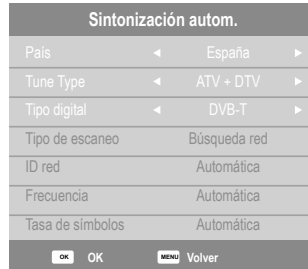 Sintonización autom.
País ◄ España ►
Tune Type ◄ ATV + DTV ►
Tipo digital ◄ DVB-T ►
Tipo de escaneo Búsqueda red
ID red Automática
Frecuencia Automática
Tasa de símbolos Automática
OK OK MENU Volver